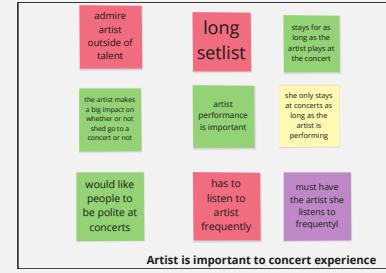 admire
artist
outside of
talent
long
setlist
stays for as
long as the
artist plays at
the concert
the artist makes
a big impact on
whether or not
shed go to a
concert or not
artist
performance
is important
she only stays
at concerts as
long as the
artist is
performing
would like
people to
be polite at
concerts
has to
listen to
artist
frequently
must have
the artist she
listens to
frequentyl
Artist is important to concert experience